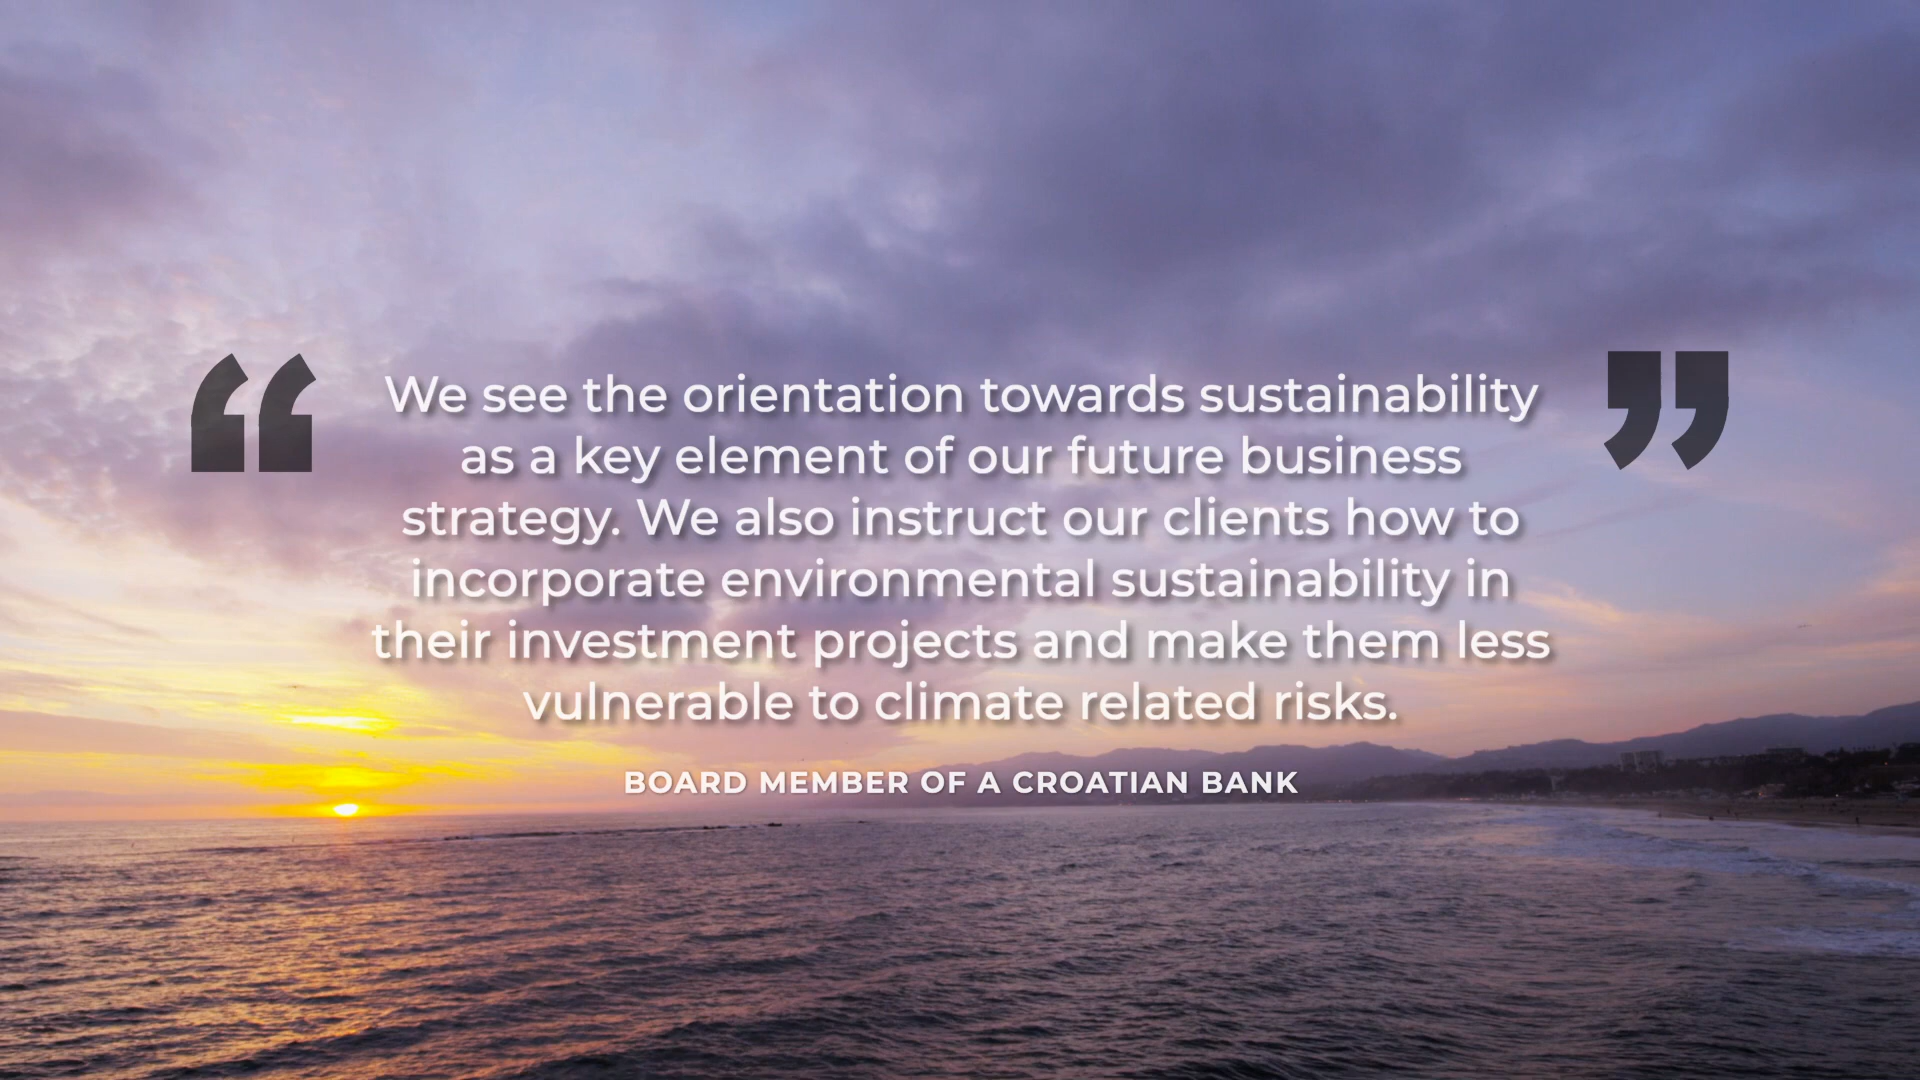 “ We see the orientation towards sustainability ”
as a key element of our future business
strategy. We also instruct our clients how to
incorporate environmental sustainability in
their investment projects and make them less
vulnerable to climate related risks.
BOARD MEMBER OF A CROATIAN BANK